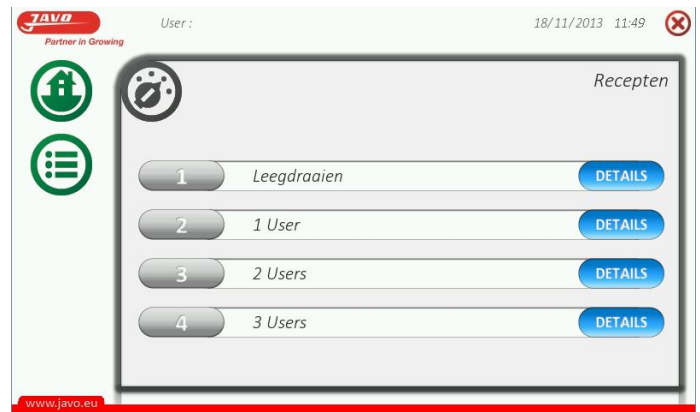 JAVO
Partner in Growing
User :
18/11/2013 11:49
Recepten
1 Leegdraaien DETAILS
2 1 User DETAILS
3 2 Users DETAILS
4 3 Users DETAILS
www.javo.eu